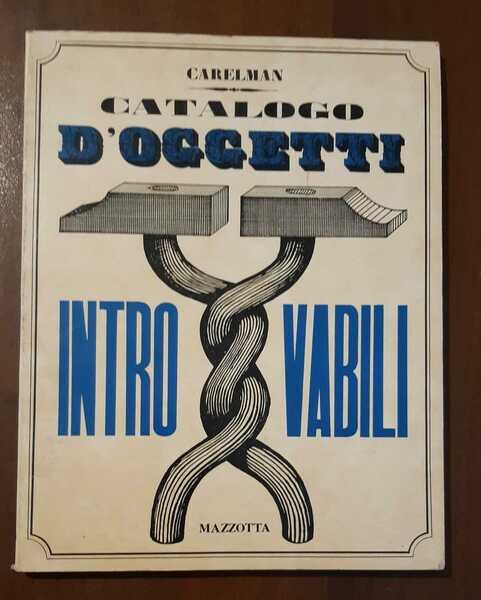 CARELMAN
CATALOGO
D'OGGETTI
INTRO VABILI
MAZZOTTA